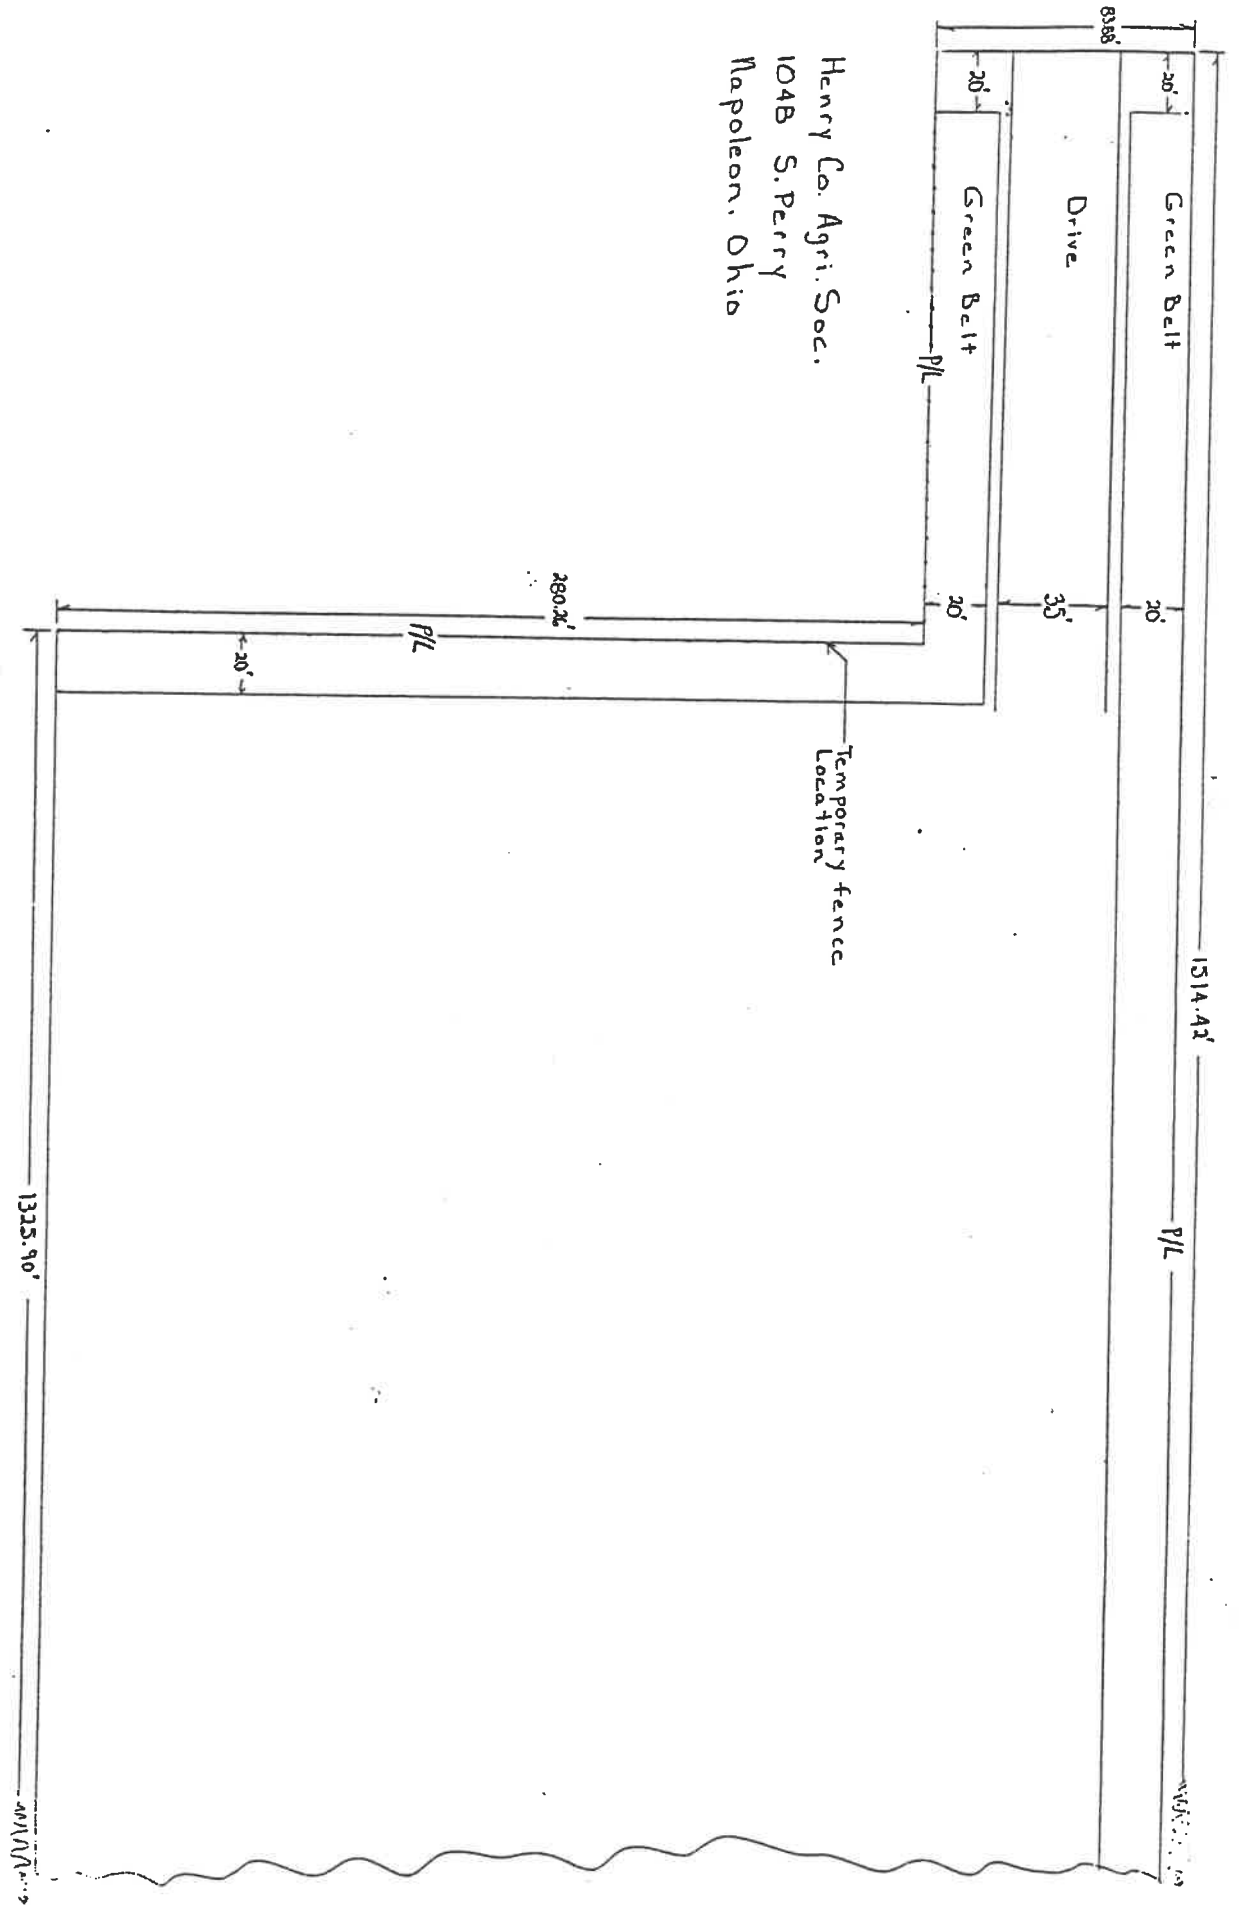 83.88'
20'
20'
Green Belt
Drive
Green Belt
Henry Co. Agri. Soc.
104B S. Perry
Napoleon, Ohio
P/L
20'
35'
20'
280.26'
P/L
20'
Temporary fence
Location
1514.42'
P/L
1325.90'